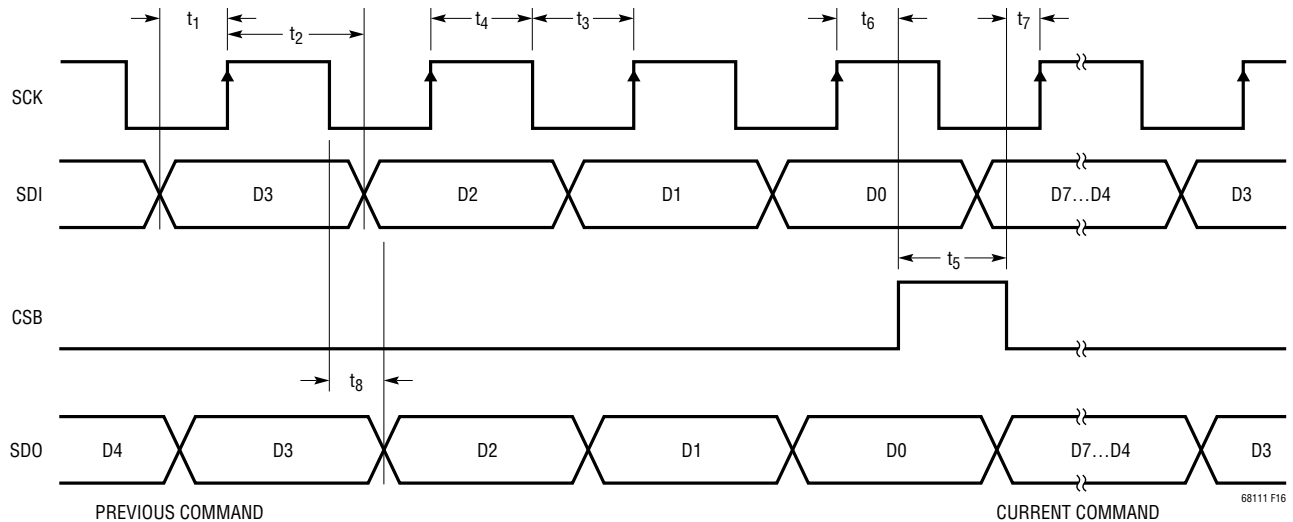 t1
t2
t4
t3
t6
t7
SCK
SDI
D3
D2
D1
D0
D7...D4
D3
t5
CSB
t8
SDO
D4
D3
D2
D1
D0
D7...D4
D3
68111 F16
PREVIOUS COMMAND
CURRENT COMMAND